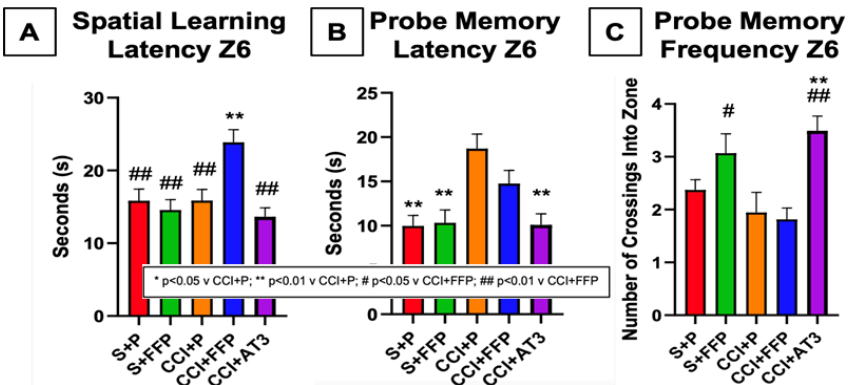 A
Spatial Learning
Latency Z6
Seconds (s)
30
20
10
0
##
##
##
**
##
S+P
S+FFP
CCI+P
CCI+FFP
CCI+AT3
B
Probe Memory
Latency Z6
Seconds (s)
25
20
15
10
0
**
**
**
S+P
S+FFP
CCI+P
CCI+FFP
CCI+AT3
C
Probe Memory
Frequency Z6
Number of Crossings Into Zone
4
3
2
1
0
#
**
##
S+P
S+FFP
CCI+P
CCI+FFP
CCI+AT3
* p<0.05 v CCI+P; ** p<0.01 v CCI+P; # p<0.05 v CCI+FFP; ## p<0.01 v CCI+FFP